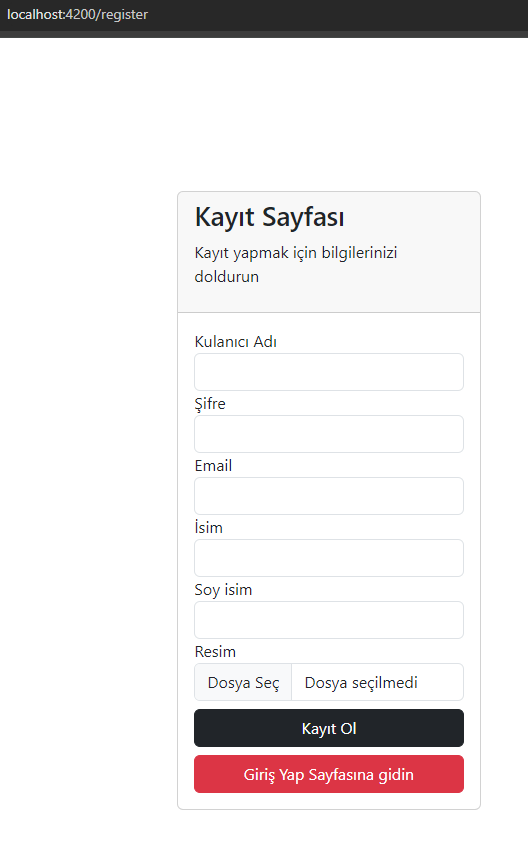 localhost:4200/register
Kayıt Sayfası
Kayıt yapmak için bilgilerinizi
doldurun
Kulanıcı Adı
Şifre
Email
İsim
Soy isim
Resim
Dosya Seç Dosya seçilmedi
Kayıt Ol
Giriş Yap Sayfasına gidin